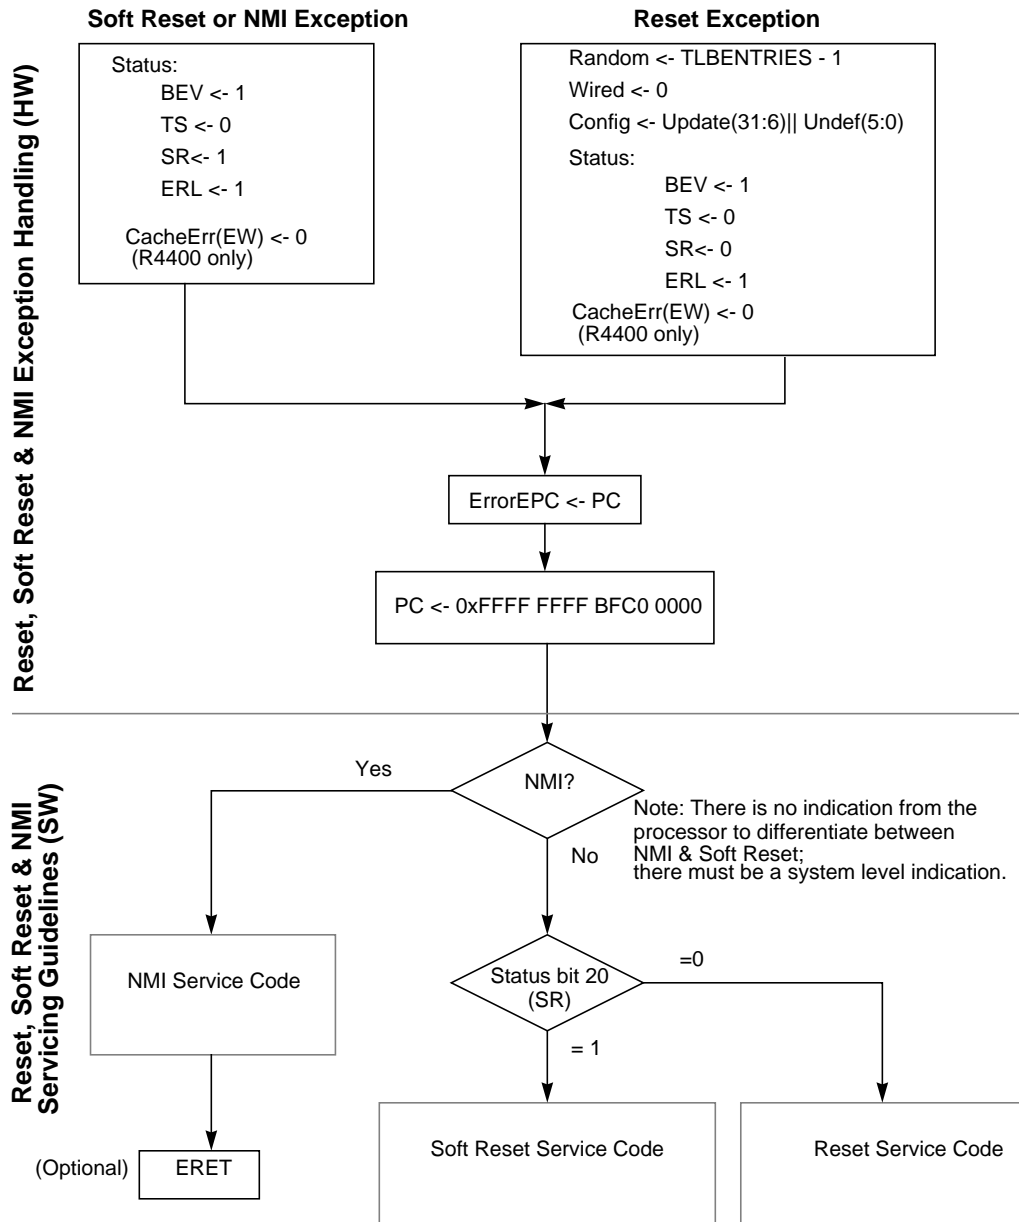 Soft Reset or NMI Exception
Reset Exception
Reset, Soft Reset & NMI Exception Handling (HW)
Status:
BEV <- 1
TS <- 0
SR<- 1
ERL <- 1
CacheErr(EW) <- 0
(R4400 only)
Random <- TLBENTRIES - 1
Wired <- 0
Config <- Update(31:6)|| Undef(5:0)
Status:
BEV <- 1
TS <- 0
SR<- 0
ERL <- 1
CacheErr(EW) <- 0
(R4400 only)
ErrorEPC <- PC
PC <- 0xFFFF FFFF BFC0 0000
Reset, Soft Reset & NMI
Servicing Guidelines (SW)
Yes
NMI?
No
Note: There is no indication from the
processor to differentiate between
NMI & Soft Reset;
there must be a system level indication.
NMI Service Code
Status bit 20
(SR)
=0
= 1
(Optional)
ERET
Soft Reset Service Code
Reset Service Code